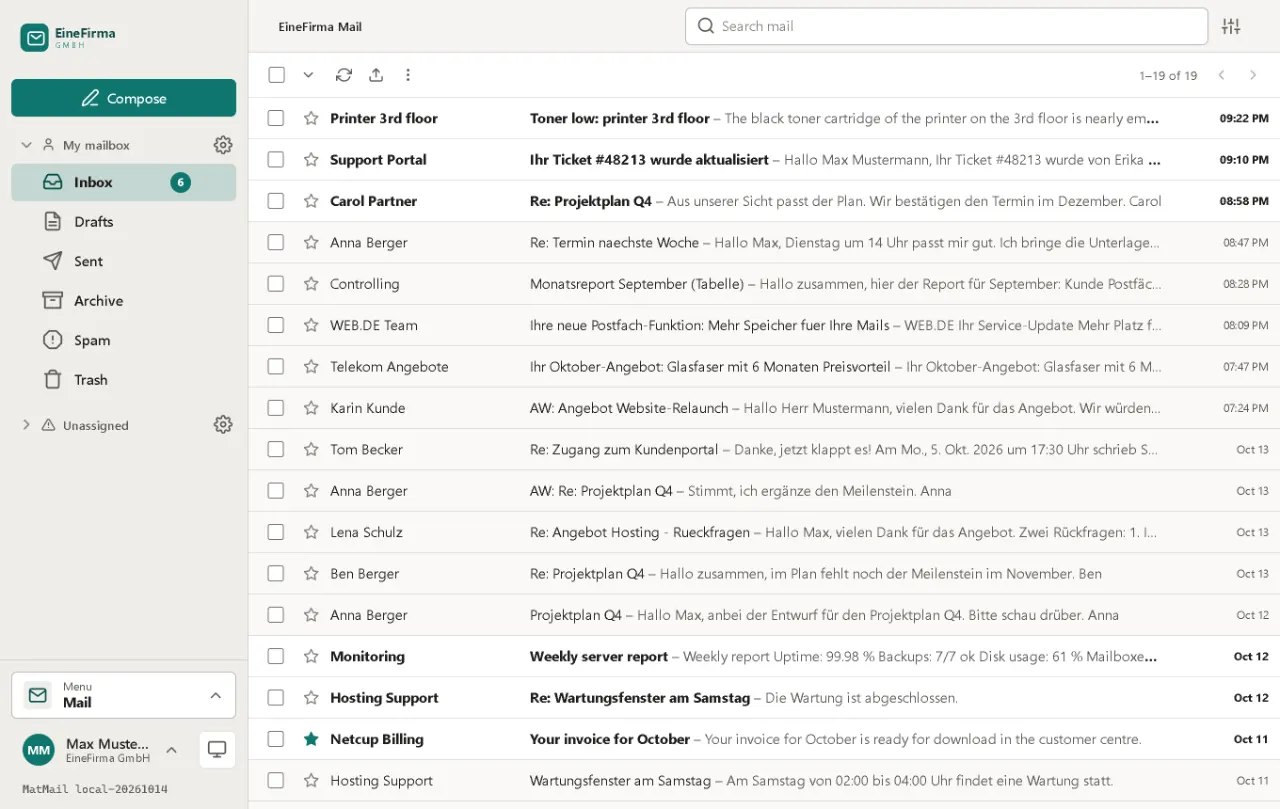 EineFirma
GMBH
EineFirma Mail
Search mail
Compose
1–19 of 19
My mailbox
Inbox 6
Drafts
Sent
Archive
Spam
Trash
Unassigned
Printer 3rd floor Toner low: printer 3rd floor – The black toner cartridge of the printer on the 3rd floor is nearly em... 09:22 PM
Support Portal Ihr Ticket #48213 wurde aktualisiert – Hallo Max Mustermann, Ihr Ticket #48213 wurde von Erika ... 09:10 PM
Carol Partner Re: Projektplan Q4 – Aus unserer Sicht passt der Plan. Wir bestätigen den Termin im Dezember. Carol 08:58 PM
Anna Berger Re: Termin naechste Woche – Hallo Max, Dienstag um 14 Uhr passt mir gut. Ich bringe die Unterlage... 08:47 PM
Controlling Monatsreport September (Tabelle) – Hallo zusammen, hier der Report für September: Kunde Postfäc... 08:28 PM
WEB.DE Team Ihre neue Postfach-Funktion: Mehr Speicher fuer Ihre Mails – WEB.DE Ihr Service-Update Mehr Platz f... 08:09 PM
Telekom Angebote Ihr Oktober-Angebot: Glasfaser mit 6 Monaten Preisvorteil – Ihr Oktober-Angebot: Glasfaser mit 6 M... 07:47 PM
Karin Kunde AW: Angebot Website-Relaunch – Hallo Herr Mustermann, vielen Dank für das Angebot. Wir würden... 07:24 PM
Tom Becker Re: Zugang zum Kundenportal – Danke, jetzt klappt es! Am Mo., 5. Okt. 2026 um 17:30 Uhr schrieb S... Oct 13
Anna Berger AW: Re: Projektplan Q4 – Stimmt, ich ergänze den Meilenstein. Anna Oct 13
Lena Schulz Re: Angebot Hosting - Rueckfragen – Hallo Max, vielen Dank für das Angebot. Zwei Rückfragen: 1. I... Oct 13
Ben Berger Re: Projektplan Q4 – Hallo zusammen, im Plan fehlt noch der Meilenstein im November. Ben Oct 13
Anna Berger Projektplan Q4 – Hallo Max, anbei der Entwurf für den Projektplan Q4. Bitte schau drüber. Anna Oct 12
Monitoring Weekly server report – Weekly report Uptime: 99.98 % Backups: 7/7 ok Disk usage: 61 % Mailboxe... Oct 12
Hosting Support Re: Wartungsfenster am Samstag – Die Wartung ist abgeschlossen. Oct 12
Netcup Billing Your invoice for October – Your invoice for October is ready for download in the customer centre. Oct 11
Hosting Support Wartungsfenster am Samstag – Am Samstag von 02:00 bis 04:00 Uhr findet eine Wartung statt. Oct 11
Menu
Mail
MM Max Muste...
EineFirma GmbH
MatMail local-20261014